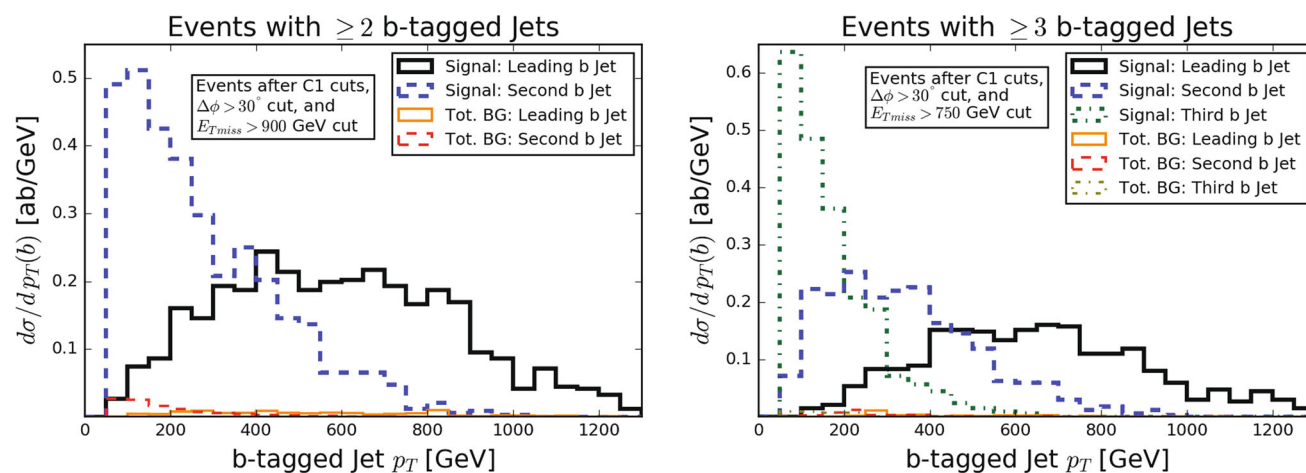 Events with ≥2 b-tagged Jets
dσ/dp_T(b) [ab/GeV]
0.5
0.4
0.3
0.2
0.1
Events after C1 cuts,
Δϕ>30° cut, and
E_{Tmiss}>900 GeV cut
Signal: Leading b Jet
Signal: Second b Jet
Tot. BG: Leading b Jet
Tot. BG: Second b Jet
0 200 400 600 800 1000 1200
b-tagged Jet p_T [GeV]
Events with ≥3 b-tagged Jets
dσ/dp_T(b) [ab/GeV]
0.6
0.5
0.4
0.3
0.2
0.1
Events after C1 cuts,
Δϕ>30° cut, and
E_{Tmiss}>750 GeV cut
Signal: Leading b Jet
Signal: Second b Jet
Signal: Third b Jet
Tot. BG: Leading b Jet
Tot. BG: Second b Jet
Tot. BG: Third b Jet
0 200 400 600 800 1000 1200
b-tagged Jet p_T [GeV]